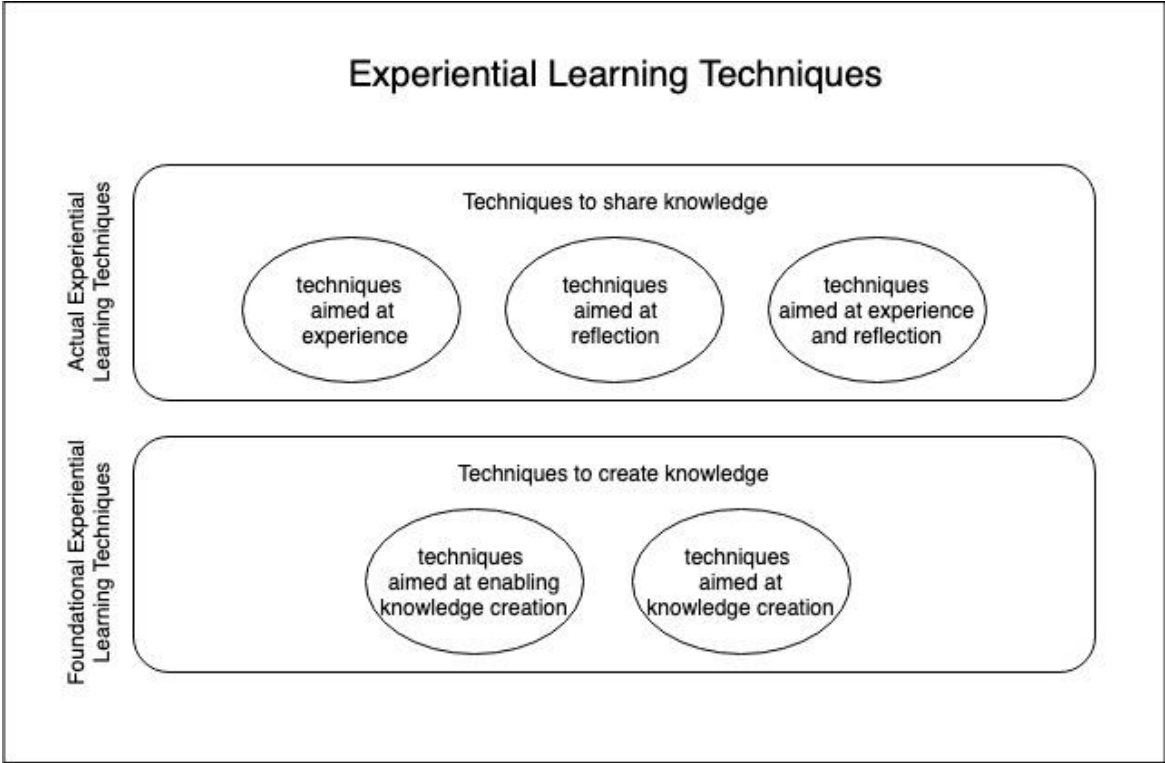 Experiential Learning Techniques
Actual Experiential
Learning Techniques
Techniques to share knowledge
techniques
aimed at
experience
techniques
aimed at
reflection
techniques
aimed at experience
and reflection
Foundational Experiential
Learning Techniques
Techniques to create knowledge
techniques
aimed at enabling
knowledge creation
techniques
aimed at
knowledge creation